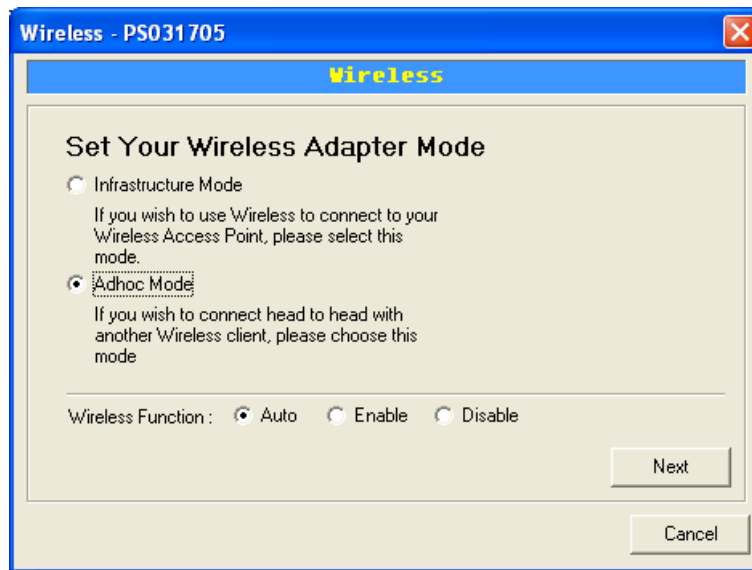 Wireless - PS031705
Wireless
Set Your Wireless Adapter Mode
Infrastructure Mode
If you wish to use Wireless to connect to your
Wireless Access Point, please select this
mode.
Adhoc Mode
If you wish to connect head to head with
another Wireless client, please choose this
mode
Wireless Function : Auto Enable Disable
Next
Cancel